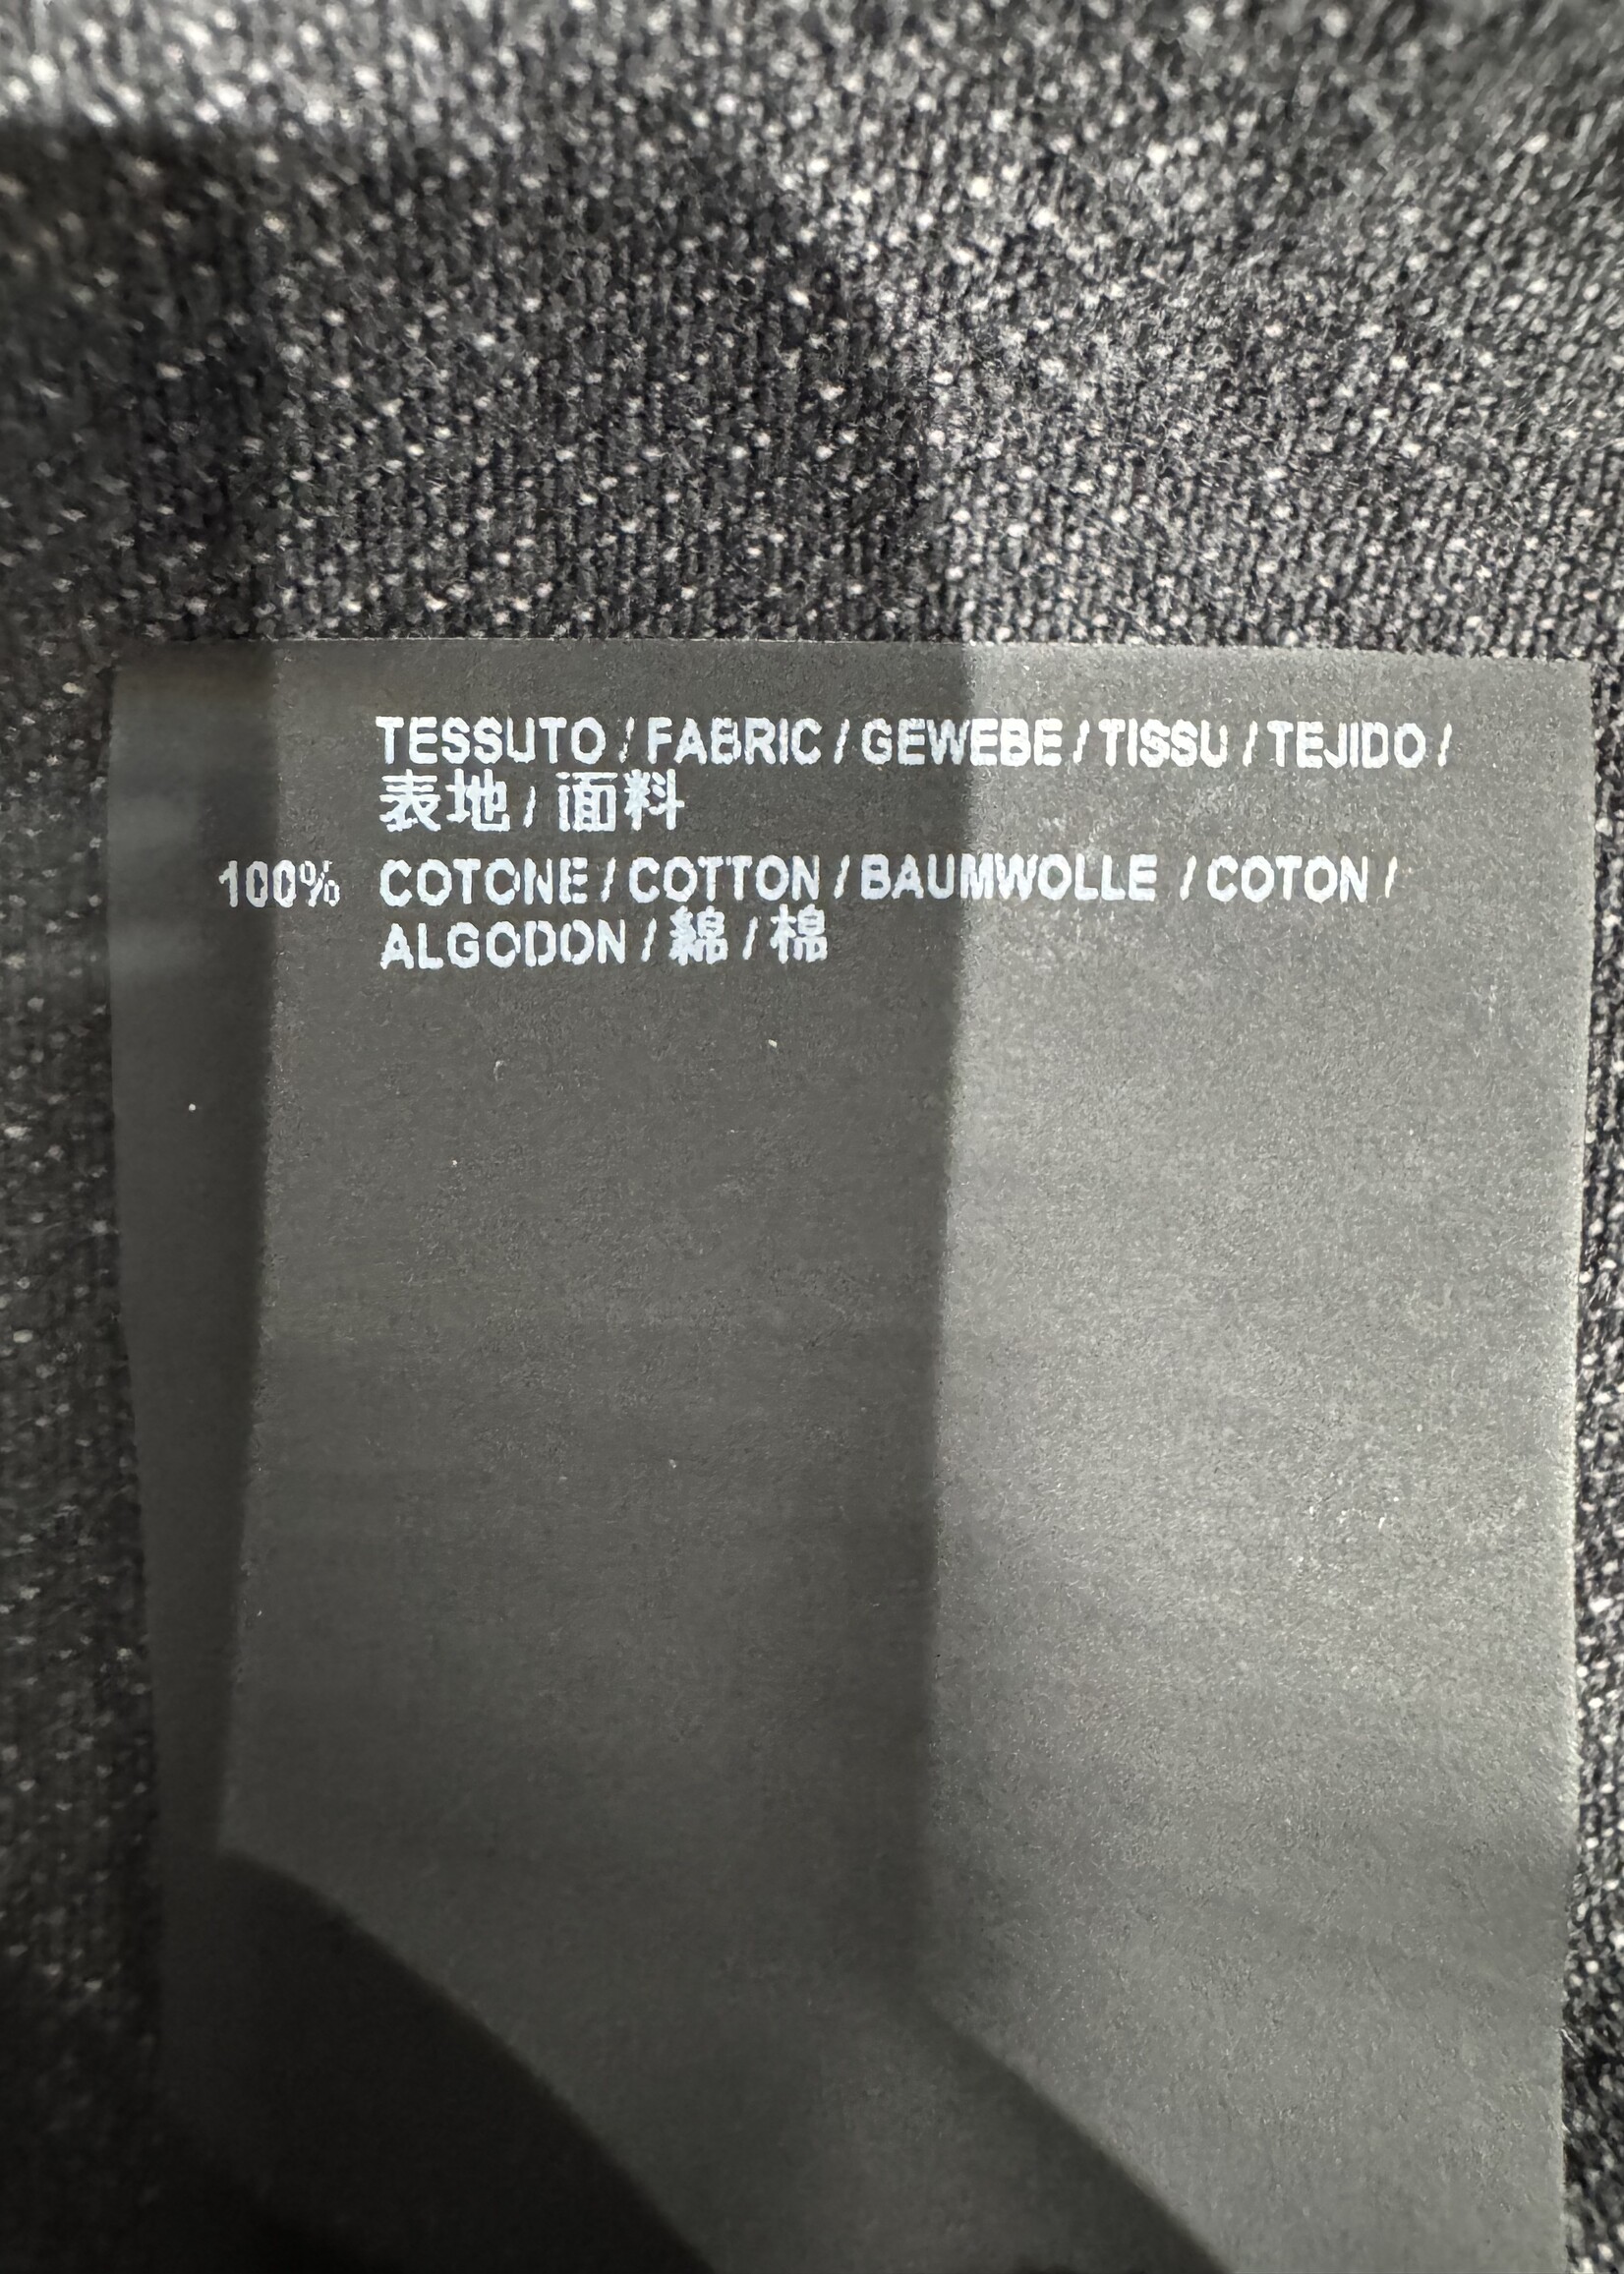 TESSUTO / FABRIC / GEWEBE / TISSU / TEJIDO /
表地 / 面料
100% COTONE / COTTON / BAUMWOLLE / COTON /
ALGODON / 綿 / 棉